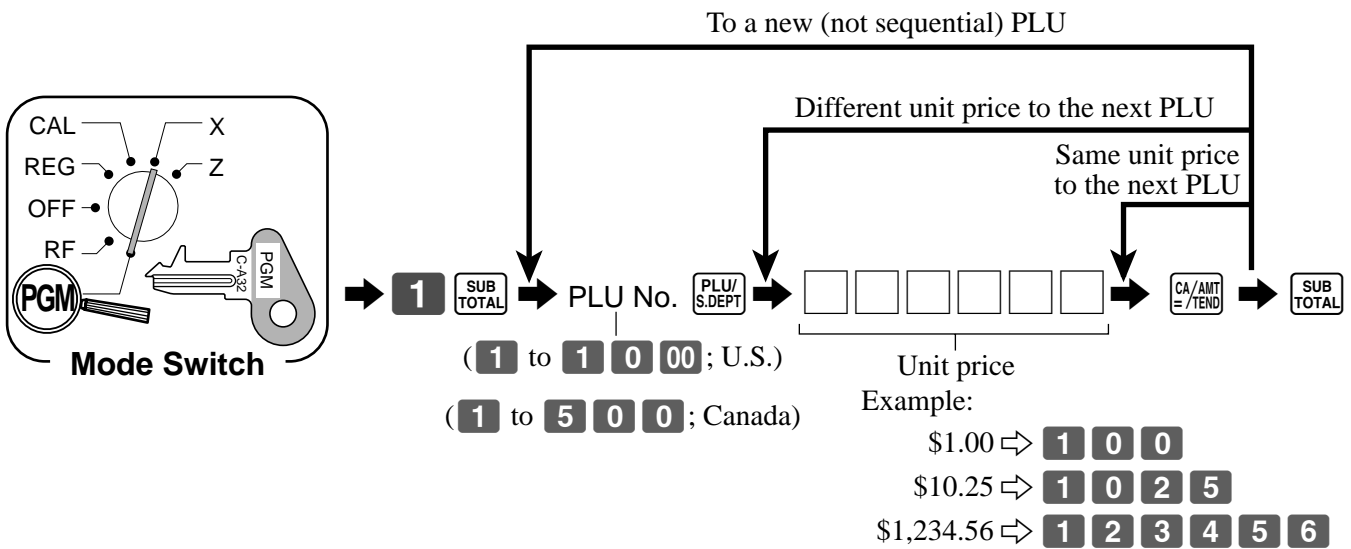 To a new (not sequential) PLU
Different unit price to the next PLU
Same unit price
to the next PLU
CAL
X
REG
Z
OFF
RF
PGM
PGM
C-A32
Mode Switch
1 SUB TOTAL PLU No. PLU/ S.DEPT CA/AMT = /TEND SUB TOTAL
(1 to 1 0 00; U.S.)
(1 to 5 0 0; Canada)
Unit price
Example:
$1.00 ⇨ 1 0 0
$10.25 ⇨ 1 0 2 5
$1,234.56 ⇨ 1 2 3 4 5 6